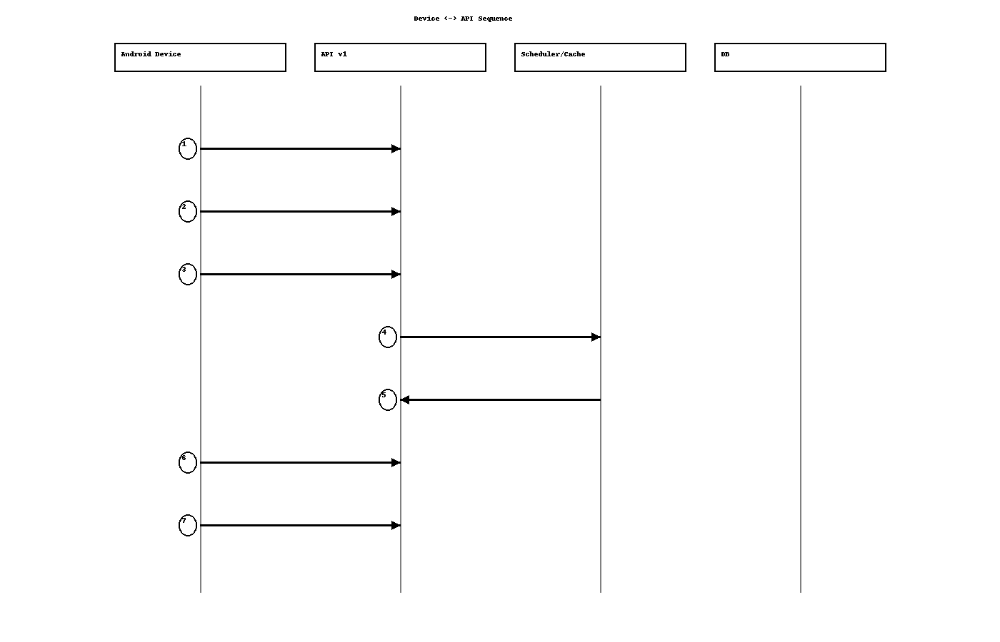 Device <-> API Sequence
Android Device
API v1
Scheduler/Cache
DB
1
2
3
4
5
6
7